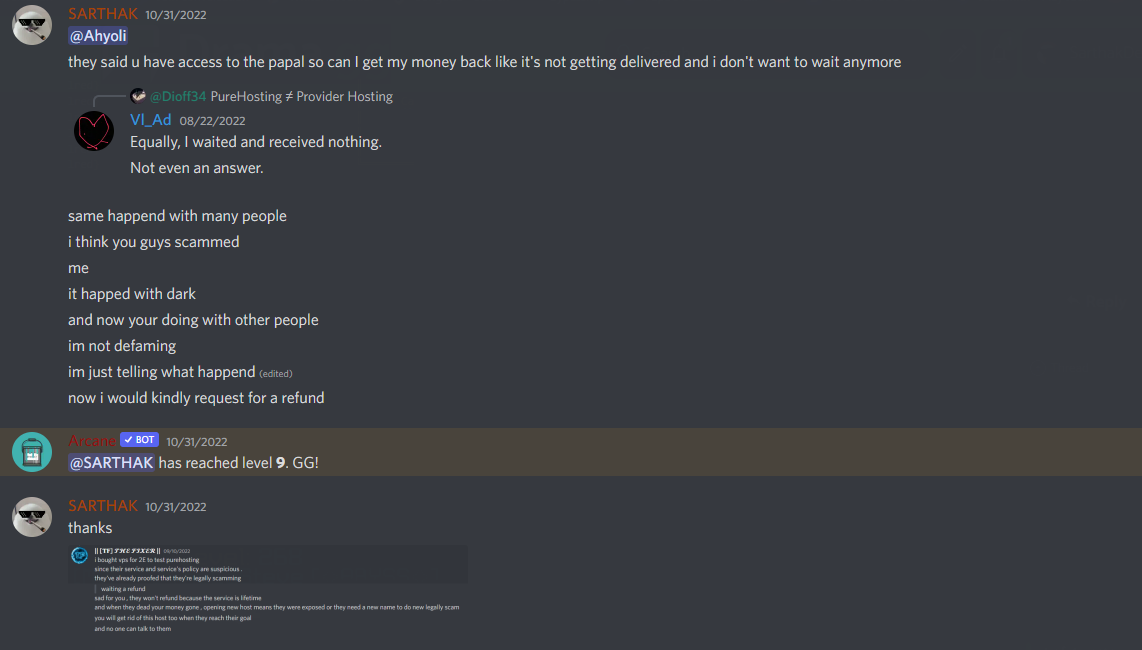 SARTHAK 10/31/2022
@Ahyoli
they said u have access to the papal so can I get my money back like it's not getting delivered and i don't want to wait anymore
@Dioff34 PureHosting ≠ Provider Hosting
VI_Ad 08/22/2022
Equally, I waited and received nothing.
Not even an answer.
same happend with many people
i think you guys scammed
me
it happed with dark
and now your doing with other people
im not defaming
im just telling what happend (edited)
now i would kindly request for a refund
Arcane ✓ BOT 10/31/2022
@SARTHAK has reached level 9. GG!
SARTHAK 10/31/2022
thanks
|| [TF] 𝓣𝓗𝓔 𝓕𝓘𝓧𝓔𝓡 || 09/10/2022
i bought vps for 2E to test purehosting
since their service and service's policy are suspicious .
they've already proofed that they're legally scamming
waiting a refund
sad for you , they won't refund because the service is lifetime
and when they dead your money gone , opening new host means they were exposed or they need a new name to do new legally scam
you will get rid of this host too when they reach their goal
and no one can talk to them